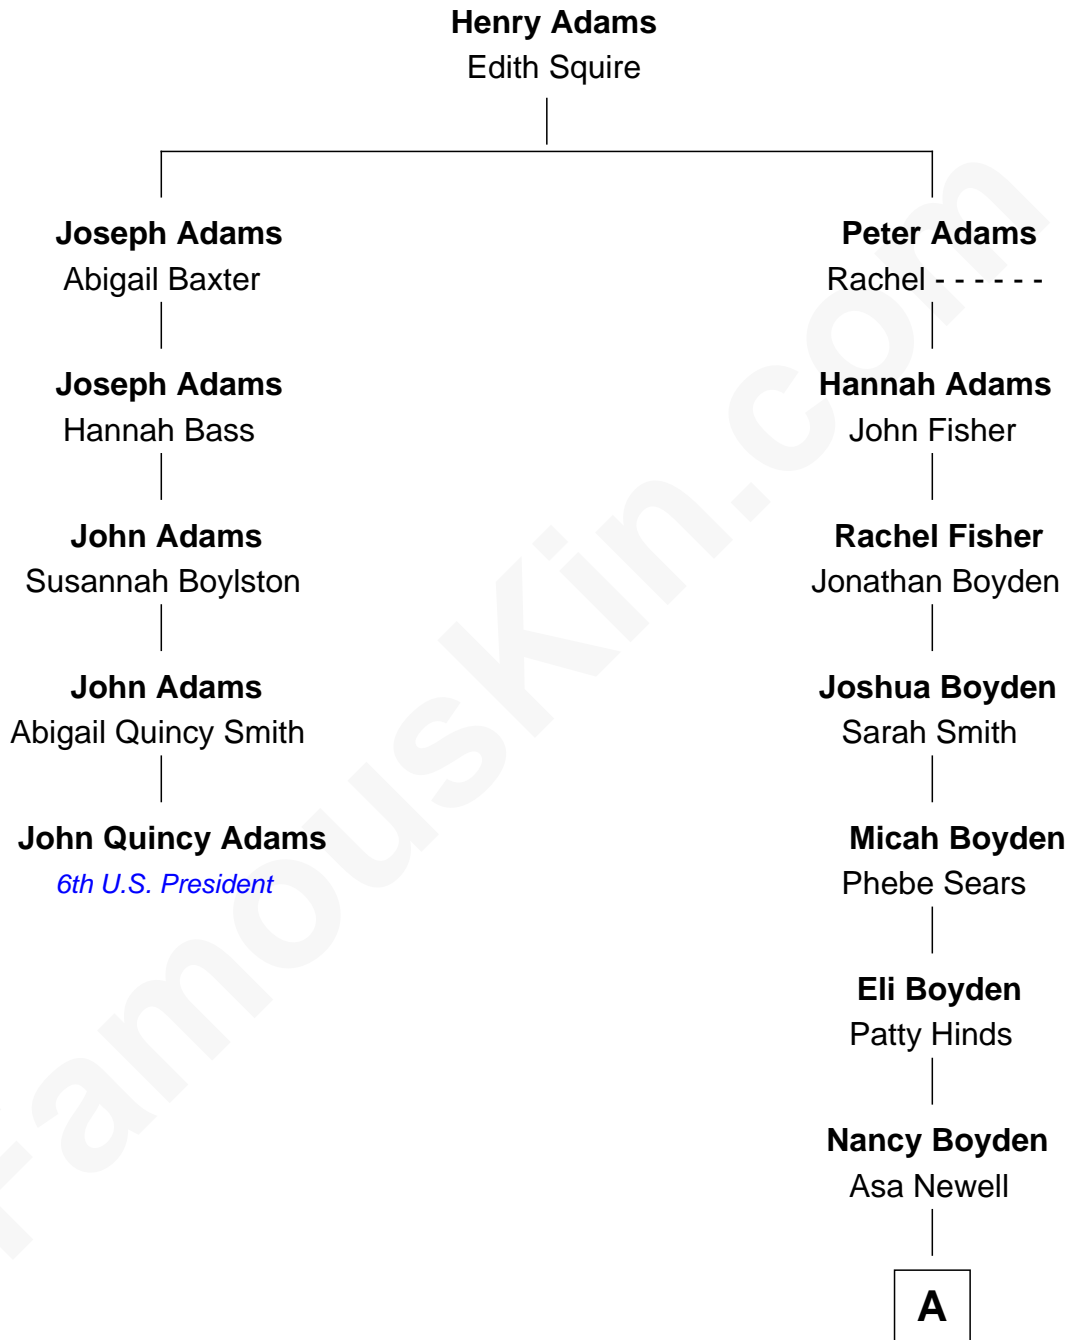 Henry Adams
Edith Squire
Joseph Adams
Abigail Baxter
Peter Adams
Rachel - - - - - -
Joseph Adams
Hannah Bass
Hannah Adams
John Fisher
John Adams
Susannah Boylston
Rachel Fisher
Jonathan Boyden
John Adams
Abigail Quincy Smith
Joshua Boyden
Sarah Smith
John Quincy Adams
6th U.S. President
Micah Boyden
Phebe Sears
Eli Boyden
Patty Hinds
Nancy Boyden
Asa Newell
A
FamousKin.com